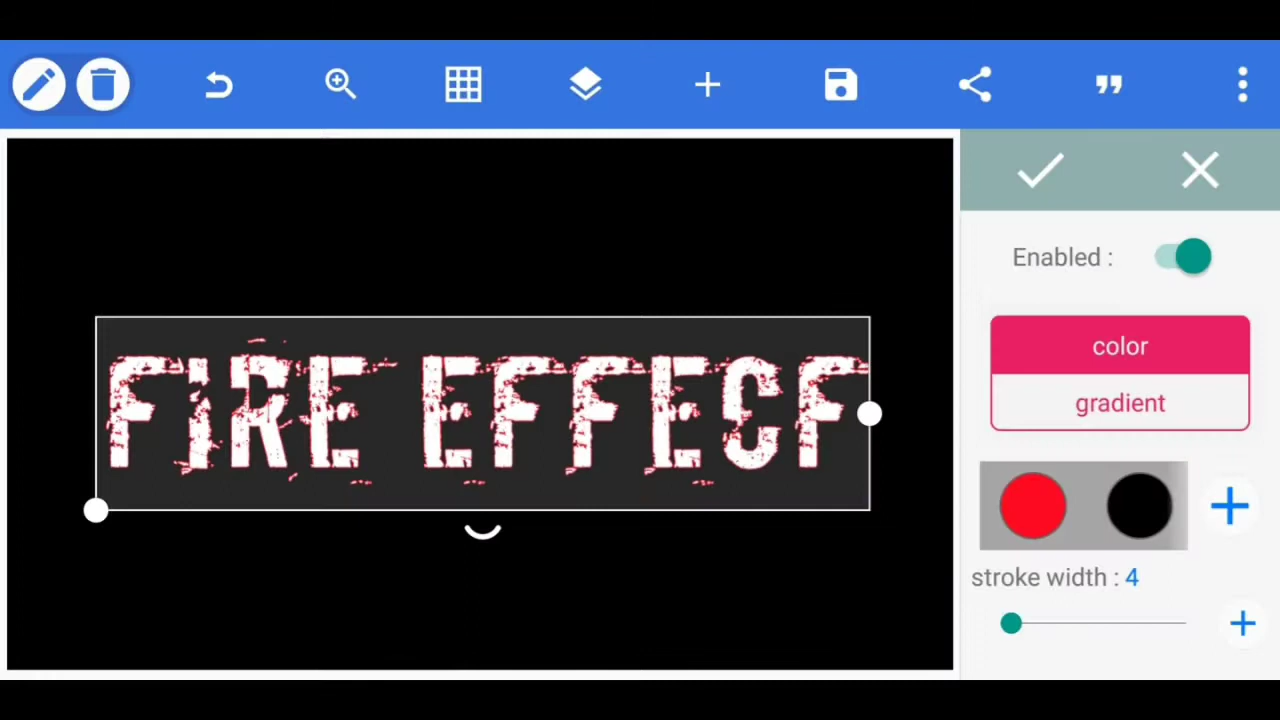 Enabled :
color
FIRE EFFECF
gradient
stroke width : 4